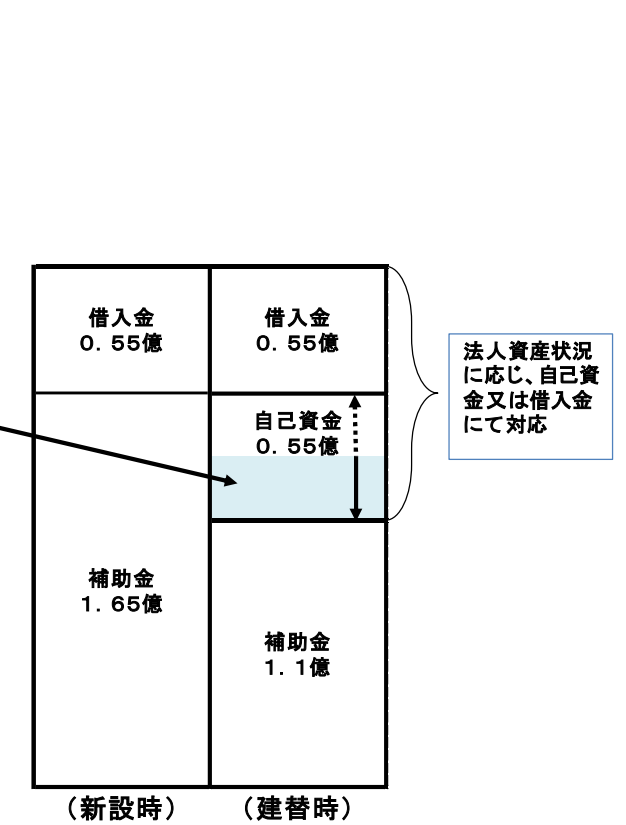 借入金
０．５５億
借入金
０．５５億
法人資産状況
に応じ、自己資
金又は借入金
にて対応
自己資金
０．５５億
補助金
１．６５億
補助金
１．１億
（新設時）
（建替時）